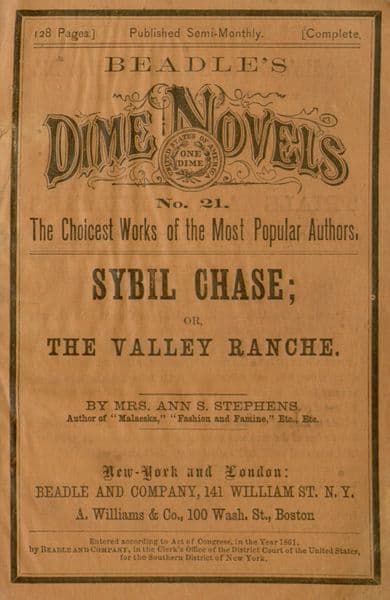 128 Pages.] Published Semi-Monthly. [Complete.
BEADLE'S
DIME NOVELS
UNITED STATES OF AMERICA
ONE
DIME
No. 21.
The Choicest Works of the Most Popular Authors.
SYBIL CHASE;
OR,
THE VALLEY RANCHE.
BY MRS. ANN S. STEPHENS.
Author of "Malaeska," "Fashion and Famine," Etc., Etc.
New-York and London:
BEADLE AND COMPANY, 141 WILLIAM ST. N. Y.
A. Williams & Co., 100 Wash. St., Boston
Entered according to Act of Congress, in the Year 1861,
by BEADLE AND COMPANY, in the Clerk's Office of the District Court of the United States,
for the Southern District of New York.